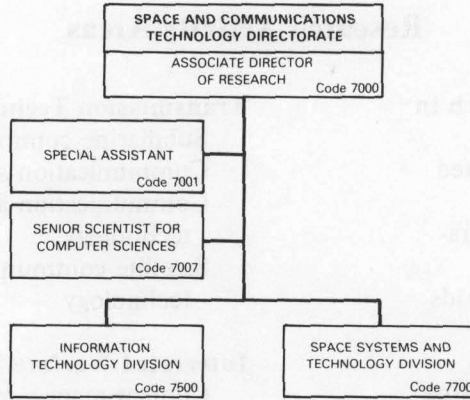 SPACE AND COMMUNICATIONS
TECHNOLOGY DIRECTORATE
ASSOCIATE DIRECTOR
OF RESEARCH
Code 7000
SPECIAL ASSISTANT
Code 7001
SENIOR SCIENTIST FOR
COMPUTER SCIENCES
Code 7007
INFORMATION
TECHNOLOGY DIVISION
Code 7500
SPACE SYSTEMS AND
TECHNOLOGY DIVISION
Code 7700